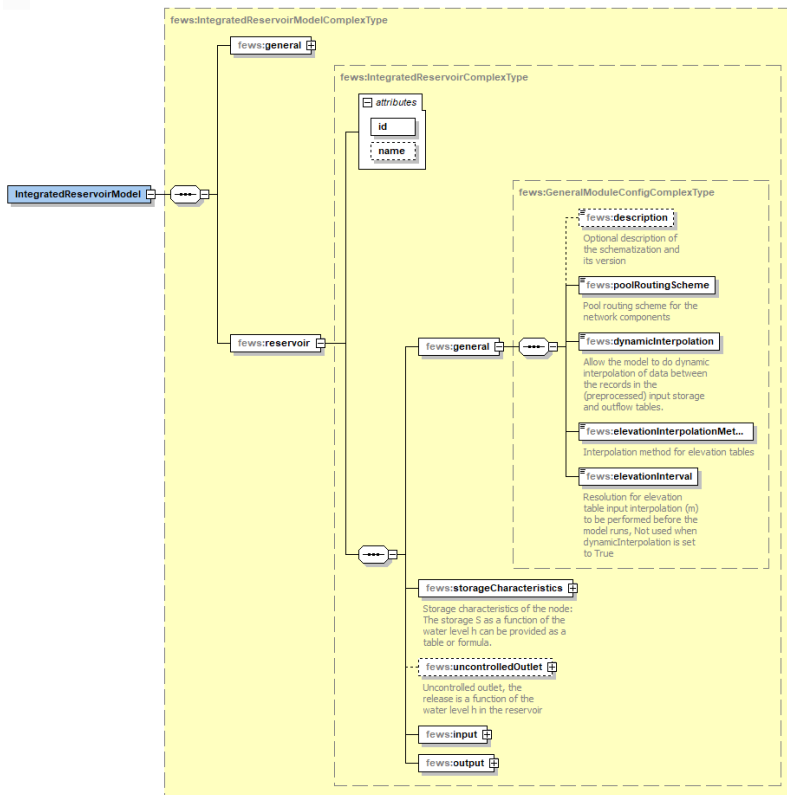 fews:IntegratedReservoirModelComplexType
fews:general
fews:IntegratedReservoirComplexType
attributes
id
name
IntegratedReservoirModel
fews:GeneralModuleConfigComplexType
fews:description
Optional description of
the schematization and
its version
fews:poolRoutingScheme
Pool routing scheme for the
network components
fews:reservoir
fews:general
fews:dynamicInterpolation
Allow the model to do dynamic
interpolation of data between
the records in the
(preprocessed) input storage
and outflow tables.
fews:elevationInterpolationMet...
Interpolation method for elevation tables
fews:elevationInterval
Resolution for elevation
table input interpolation (m)
to be performed before the
model runs, Not used when
dynamicInterpolation is set
to True
fews:storageCharacteristics
Storage characteristics of the node:
The storage S as a function of the
water level h can be provided as a
table or formula.
fews:uncontrolledOutlet
Uncontrolled outlet, the
release is a function of the
water level h in the reservoir
fews:input
fews:output